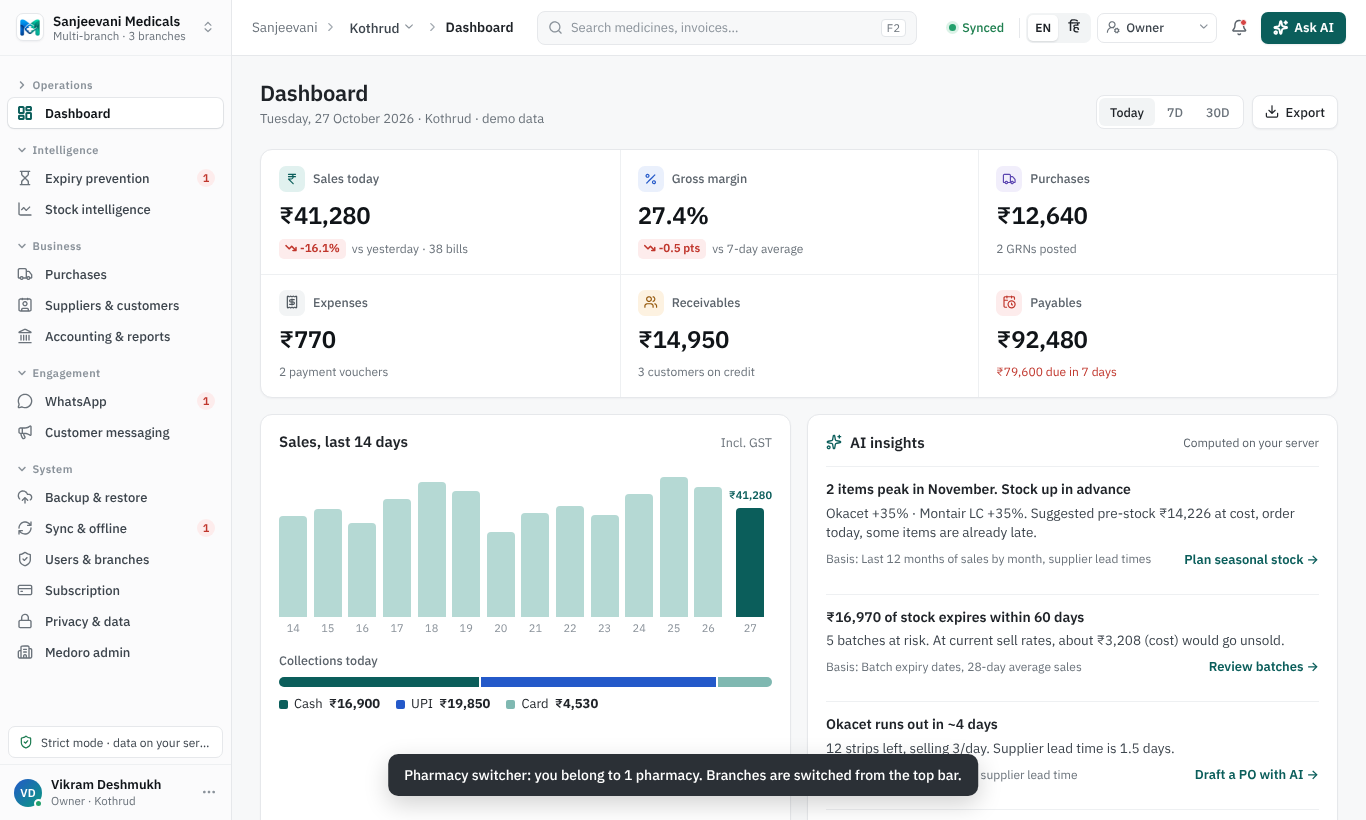 Sanjeevani Medicals
Multi-branch · 3 branches
Sanjeevani
Kothrud
Dashboard
Search medicines, invoices...
F2
Synced
EN
हिं
Owner
Ask AI
Operations
Dashboard
Intelligence
Expiry prevention 1
Stock intelligence
Business
Purchases
Suppliers & customers
Accounting & reports
Engagement
WhatsApp 1
Customer messaging
System
Backup & restore
Sync & offline 1
Users & branches
Subscription
Privacy & data
Medoro admin
Strict mode · data on your ser...
VD
Vikram Deshmukh
Owner · Kothrud
Dashboard
Tuesday, 27 October 2026 · Kothrud · demo data
Today 7D 30D
Export
Sales today
₹41,280
-16.1% vs yesterday · 38 bills
Gross margin
27.4%
-0.5 pts vs 7-day average
Purchases
₹12,640
2 GRNs posted
Expenses
₹770
2 payment vouchers
Receivables
₹14,950
3 customers on credit
Payables
₹92,480
₹79,600 due in 7 days
Sales, last 14 days
Incl. GST
₹41,280
14 15 16 17 18 19 20 21 22 23 24 25 26 27
Collections today
Cash ₹16,900 UPI ₹19,850 Card ₹4,530
AI insights
Computed on your server
2 items peak in November. Stock up in advance
Okacet +35% · Montair LC +35%. Suggested pre-stock ₹14,226 at cost, order
today, some items are already late.
Basis: Last 12 months of sales by month, supplier lead times
Plan seasonal stock →
₹16,970 of stock expires within 60 days
5 batches at risk. At current sell rates, about ₹3,208 (cost) would go unsold.
Basis: Batch expiry dates, 28-day average sales
Review batches →
Okacet runs out in ~4 days
12 strips left, selling 3/day. Supplier lead time is 1.5 days.
supplier lead time
Draft a PO with AI →
Pharmacy switcher: you belong to 1 pharmacy. Branches are switched from the top bar.